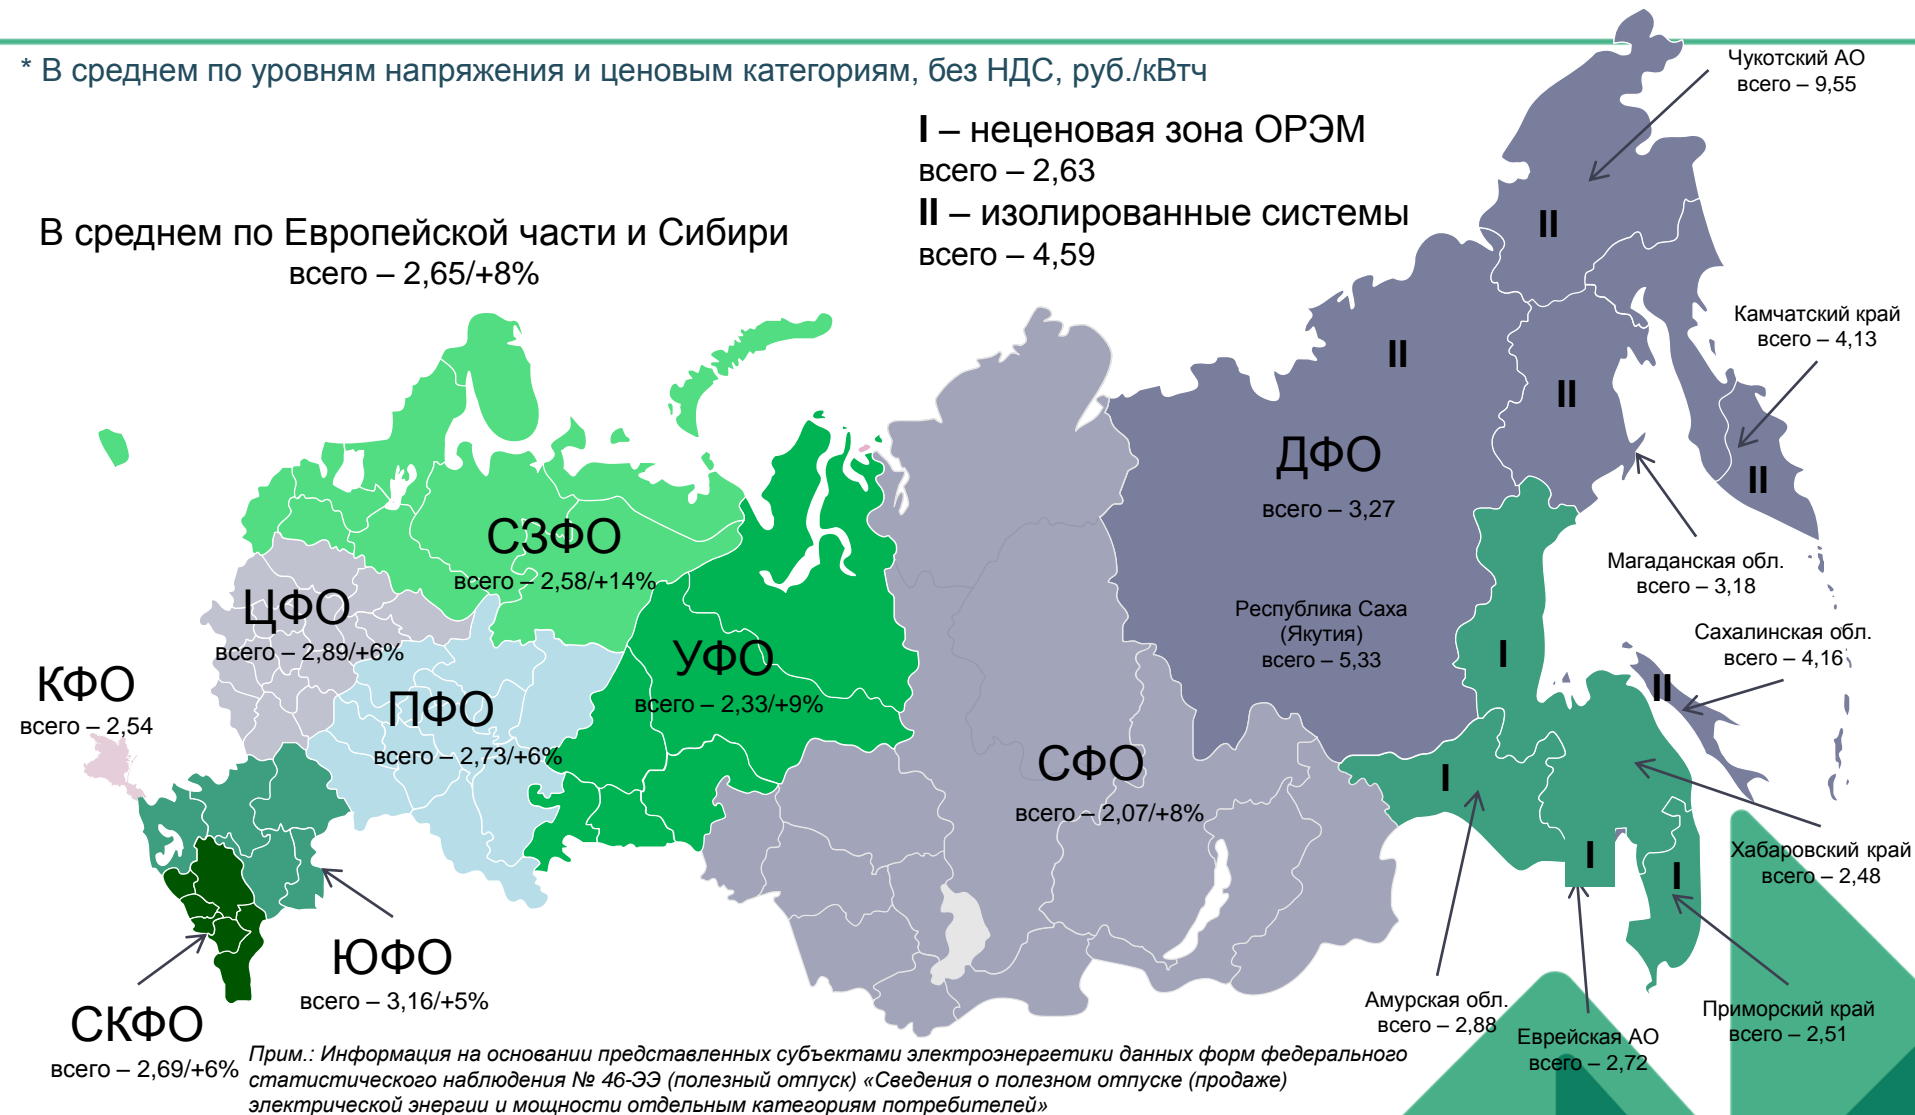 * В среднем по уровням напряжения и ценовым категориям, без НДС, руб./кВтч
Чукотский АО
всего – 9,55
I – неценовая зона ОРЭМ
всего – 2,63
II – изолированные системы
всего – 4,59
В среднем по Европейской части и Сибири
всего – 2,65/+8%
II
Камчатский край
всего – 4,13
II
II
II
ДФО
всего – 3,27
СЗФО
всего – 2,58/+14%
Магаданская обл.
всего – 3,18
ЦФО
всего – 2,89/+6%
Республика Саха
(Якутия)
всего – 5,33
I
Сахалинская обл.
всего – 4,16
II
КФО
всего – 2,54
УФО
всего – 2,33/+9%
ПФО
всего – 2,73/+6%
СФО
всего – 2,07/+8%
I
Хабаровский край
всего – 2,48
I
I
ЮФО
всего – 3,16/+5%
СКФО
всего – 2,69/+6%
Амурская обл.
всего – 2,88
Еврейская АО
всего – 2,72
Приморский край
всего – 2,51
Прим.: Информация на основании представленных субъектами электроэнергетики данных форм федерального
статистического наблюдения № 46-ЭЭ (полезный отпуск) «Сведения о полезном отпуске (продаже)
электрической энергии и мощности отдельным категориям потребителей»